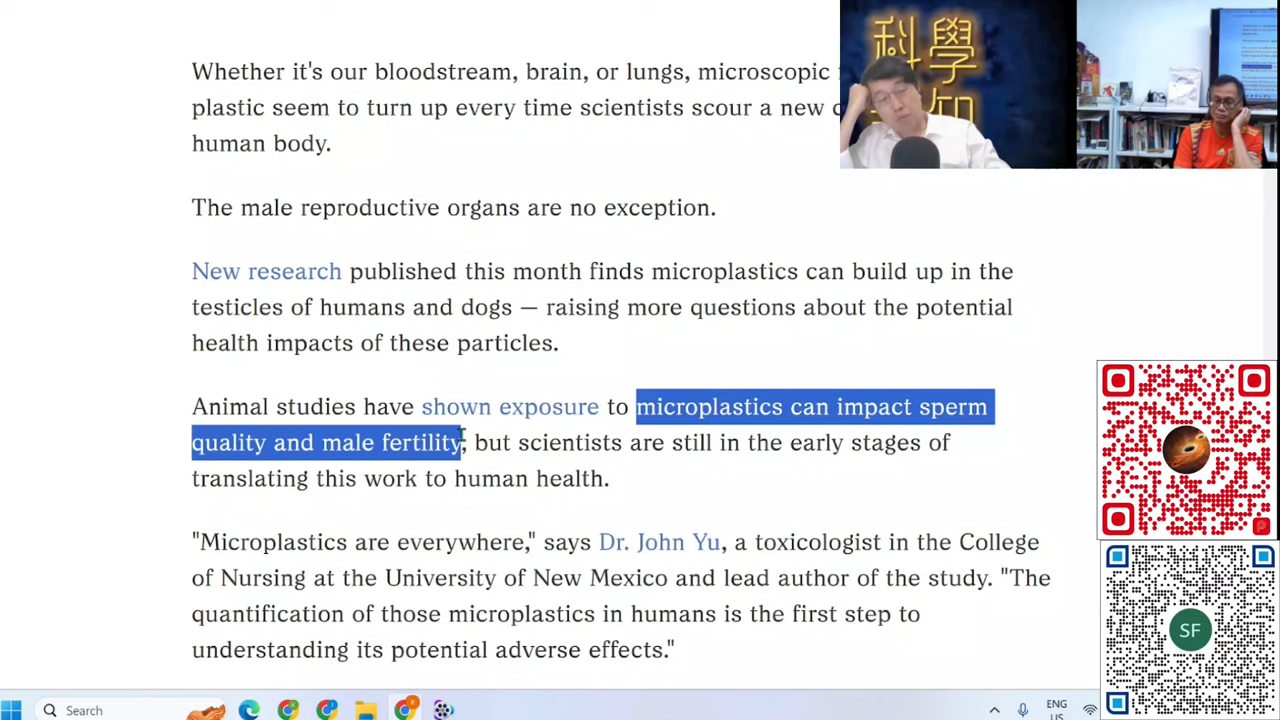 科學
知
Whether it's our bloodstream, brain, or lungs, microscopic
plastic seem to turn up every time scientists scour a new
human body.
The male reproductive organs are no exception.
New research published this month finds microplastics can build up in the
testicles of humans and dogs — raising more questions about the potential
health impacts of these particles.
Animal studies have shown exposure to microplastics can impact sperm
quality and male fertility, but scientists are still in the early stages of
translating this work to human health.
"Microplastics are everywhere," says Dr. John Yu, a toxicologist in the College
of Nursing at the University of New Mexico and lead author of the study. "The
quantification of those microplastics in humans is the first step to
understanding its potential adverse effects."
SF
Search
ENG
US